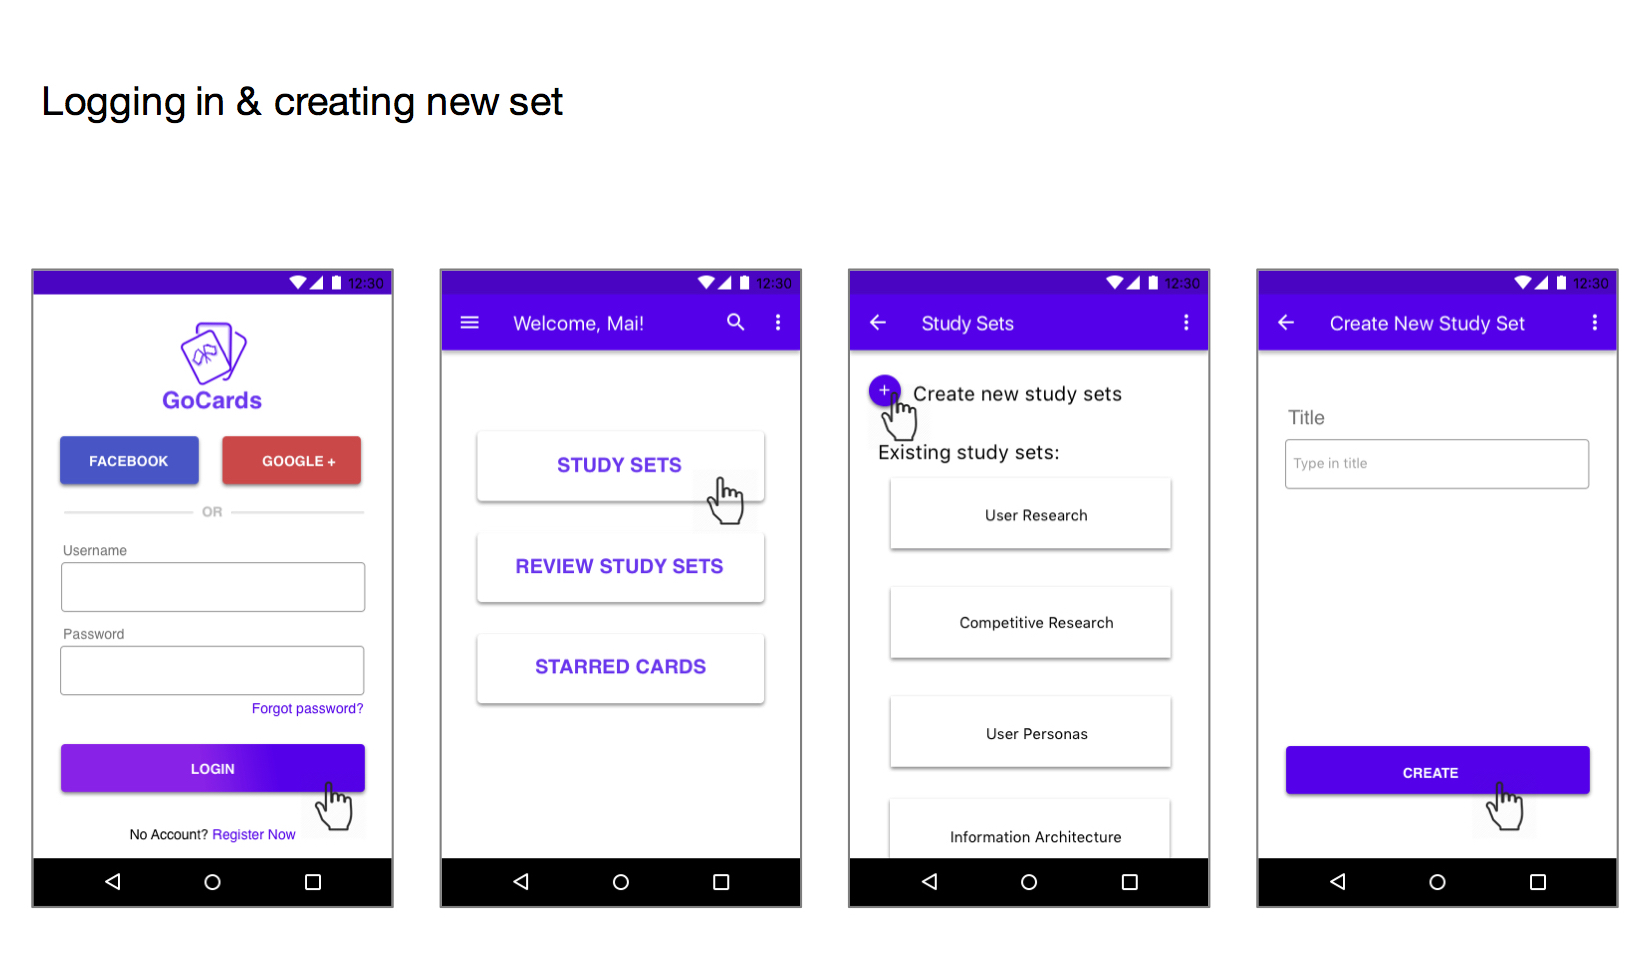 Logging in & creating new set
12:30
GoCards
FACEBOOK
GOOGLE +
OR
Username
Password
Forgot password?
LOGIN
No Account? Register Now
12:30
Welcome, Mai!
STUDY SETS
REVIEW STUDY SETS
STARRED CARDS
12:30
Study Sets
+
Create new study sets
Existing study sets:
User Research
Competitive Research
User Personas
Information Architecture
12:30
Create New Study Set
Title
Type in title
CREATE